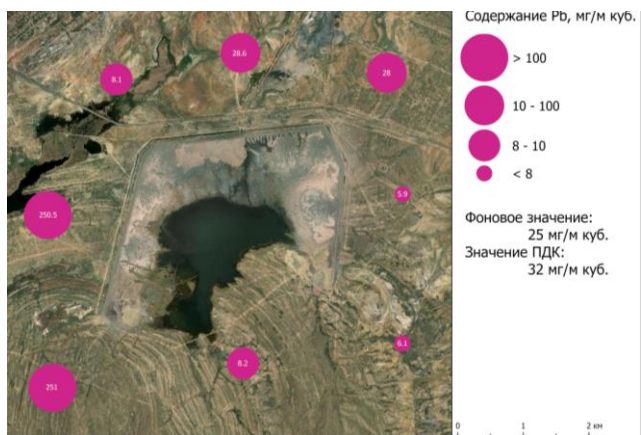 Содержание Pb, мг/м куб.
> 100
10 - 100
8 - 10
< 8
Фоновое значение:
25 мг/м куб.
Значение ПДК:
32 мг/м куб.
8.1
28.6
28
250.5
5.9
251
8.2
6.1
0 1 2 км